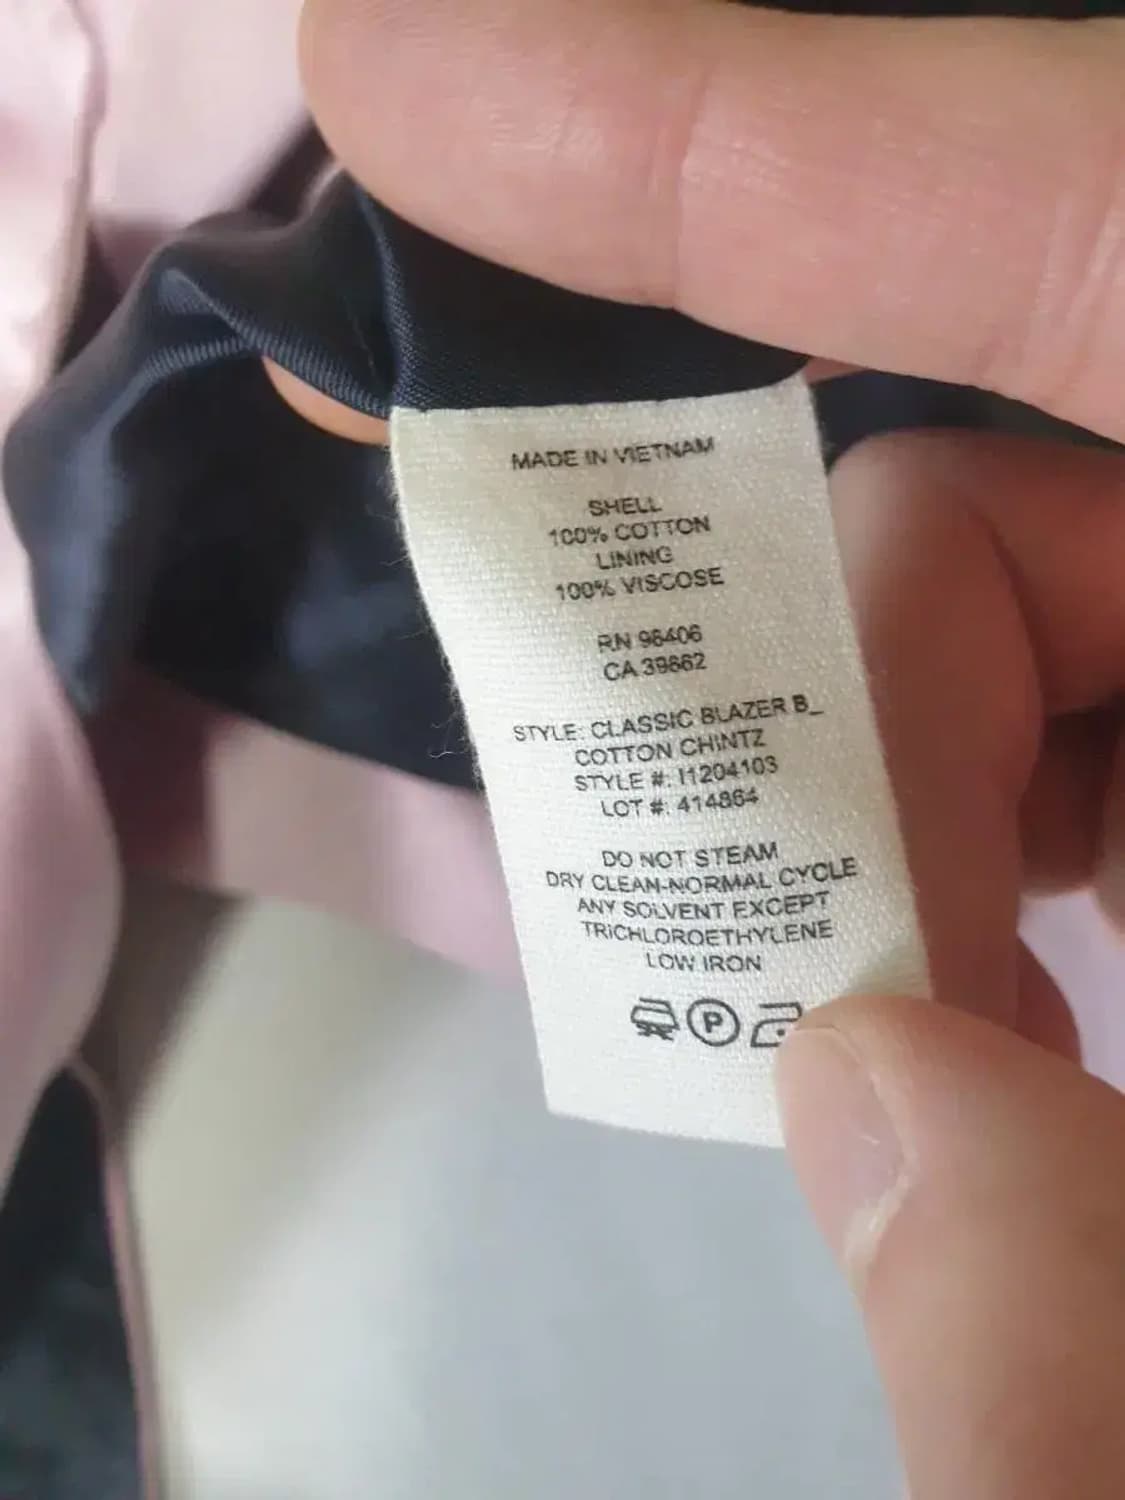 MADE IN VIETNAM
SHELL
100% COTTON
LINING
100% VISCOSE
RN 96406
CA 39862
STYLE: CLASSIC BLAZER B_
COTTON CHINTZ
STYLE #: I1204103
LOT #: 414864
DO NOT STEAM
DRY CLEAN-NORMAL CYCLE
ANY SOLVENT EXCEPT
TRICHLOROETHYLENE
LOW IRON
P